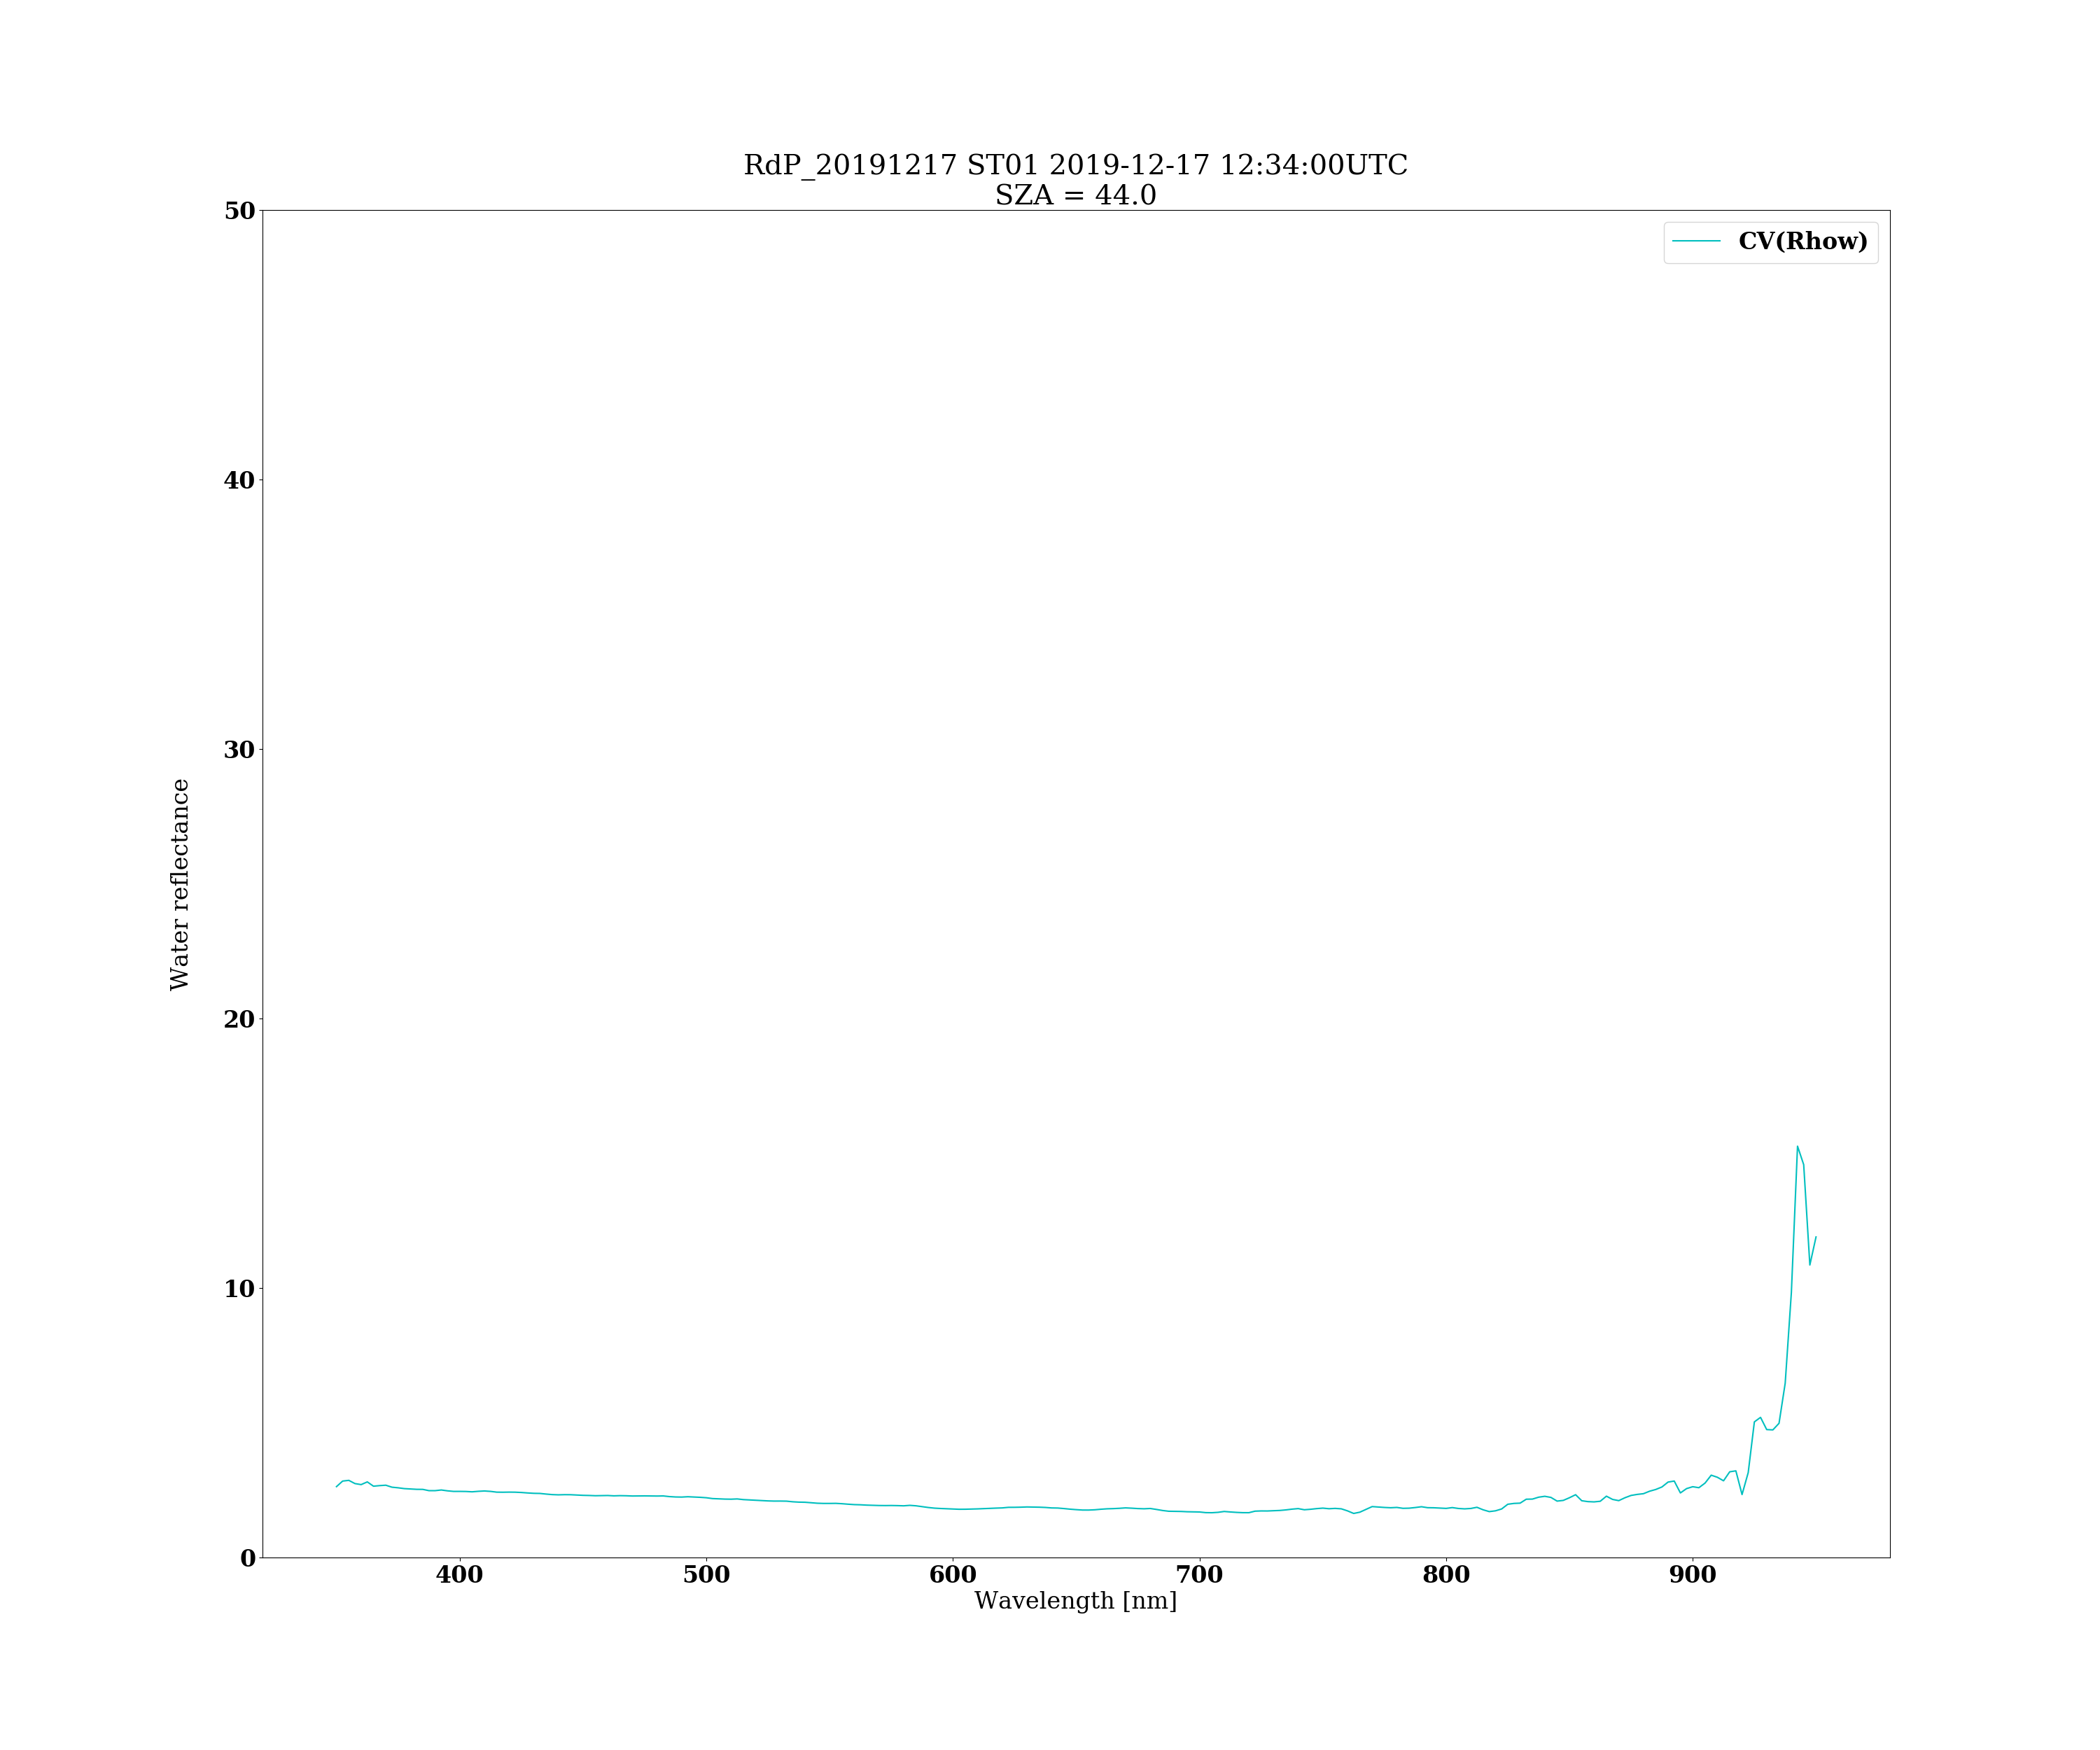 RdP_20191217 ST01 2019-12-17 12:34:00UTC
SZA = 44.0
CV(Rhow)
50
40
30
20
10
0
Water reflectance
400 500 600 700 800 900
Wavelength [nm]